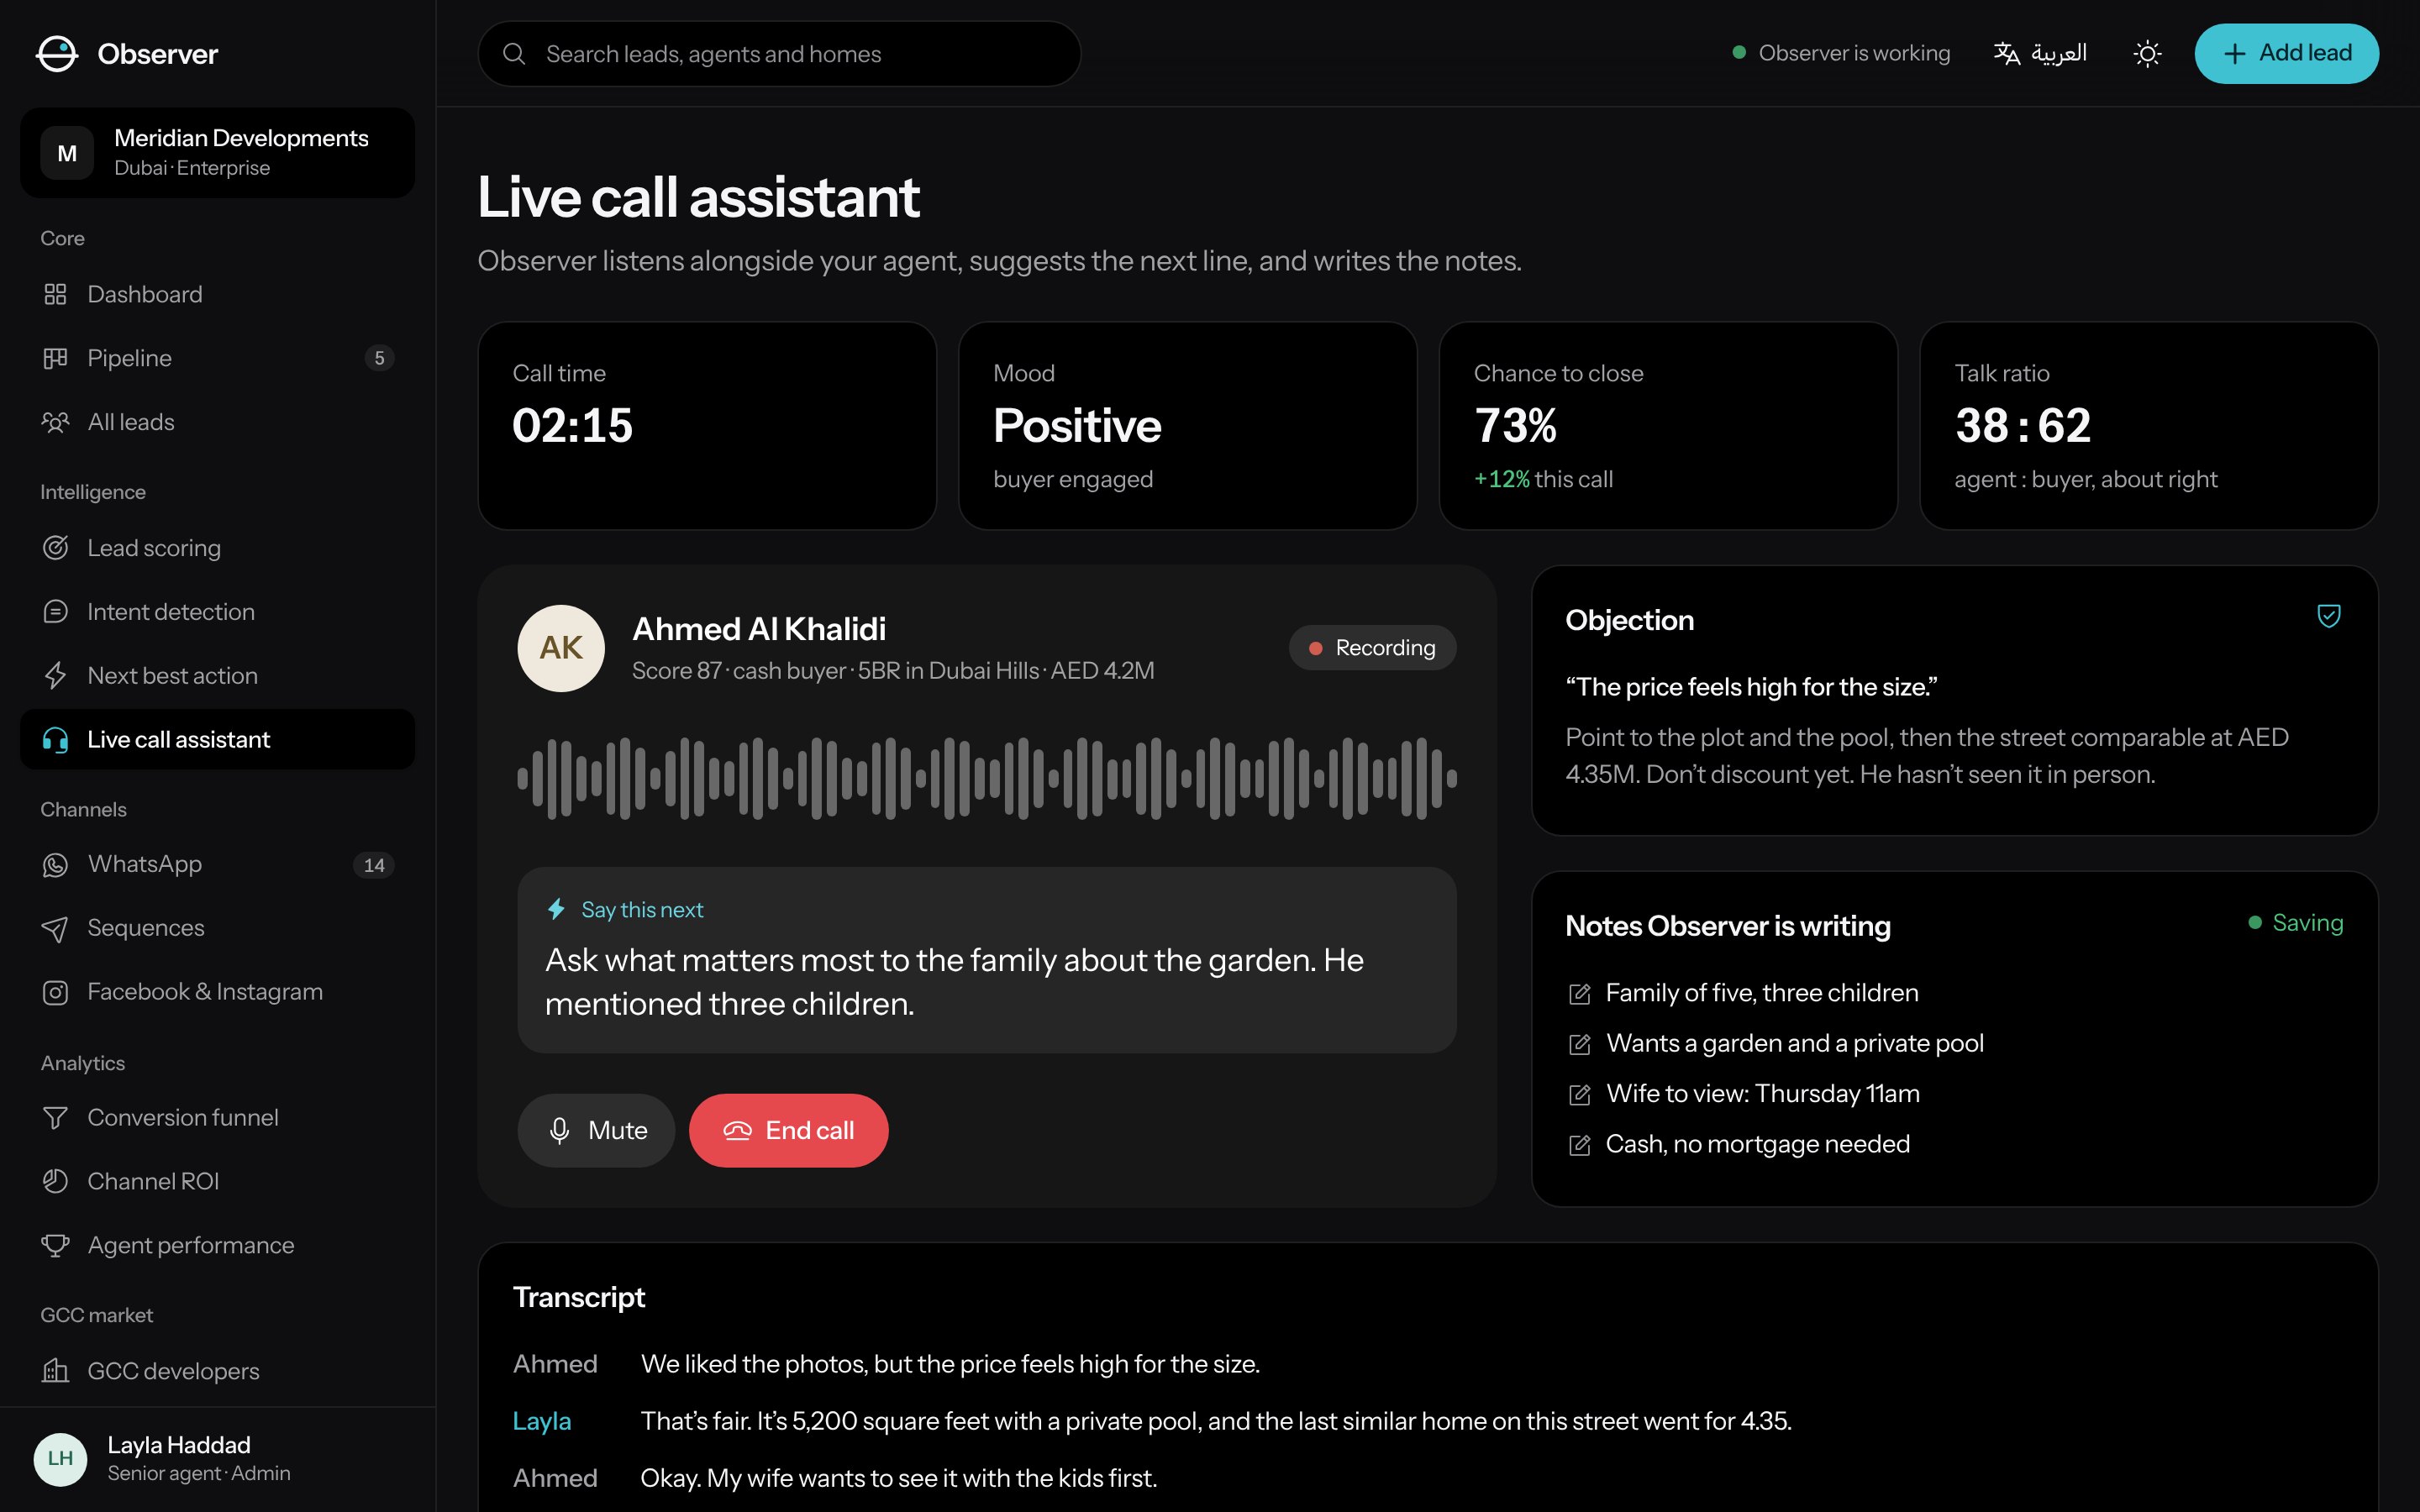 Observer
M
Meridian Developments
Dubai · Enterprise
Core
Dashboard
Pipeline
5
All leads
Intelligence
Lead scoring
Intent detection
Next best action
Live call assistant
Channels
WhatsApp
14
Sequences
Facebook & Instagram
Analytics
Conversion funnel
Channel ROI
Agent performance
GCC market
GCC developers
LH
Layla Haddad
Senior agent · Admin
Search leads, agents and homes
Observer is working
العربية
Add lead
Live call assistant
Observer listens alongside your agent, suggests the next line, and writes the notes.
Call time
02:15
Mood
Positive
buyer engaged
Chance to close
73%
+12% this call
Talk ratio
38 : 62
agent : buyer, about right
AK
Ahmed Al Khalidi
Score 87 · cash buyer · 5BR in Dubai Hills · AED 4.2M
Recording
Say this next
Ask what matters most to the family about the garden. He
mentioned three children.
Mute
End call
Objection
“The price feels high for the size.”
Point to the plot and the pool, then the street comparable at AED
4.35M. Don’t discount yet. He hasn’t seen it in person.
Notes Observer is writing
Saving
Family of five, three children
Wants a garden and a private pool
Wife to view: Thursday 11am
Cash, no mortgage needed
Transcript
Ahmed We liked the photos, but the price feels high for the size.
Layla That’s fair. It’s 5,200 square feet with a private pool, and the last similar home on this street went for 4.35.
Ahmed Okay. My wife wants to see it with the kids first.